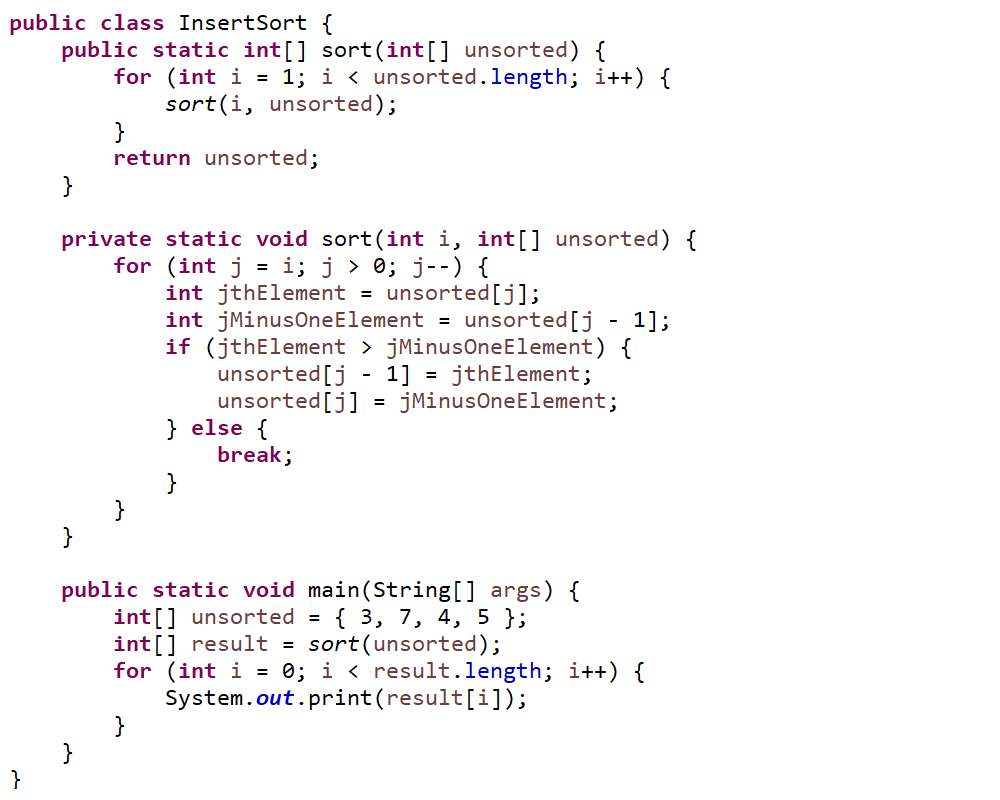 public class InsertSort {
    public static int[] sort(int[] unsorted) {
        for (int i = 1; i < unsorted.length; i++) {
            sort(i, unsorted);
        }
        return unsorted;
    }

    private static void sort(int i, int[] unsorted) {
        for (int j = i; j > 0; j--) {
            int jthElement = unsorted[j];
            int jMinusOneElement = unsorted[j - 1];
            if (jthElement > jMinusOneElement) {
                unsorted[j - 1] = jthElement;
                unsorted[j] = jMinusOneElement;
            } else {
                break;
            }
        }
    }

    public static void main(String[] args) {
        int[] unsorted = { 3, 7, 4, 5 };
        int[] result = sort(unsorted);
        for (int i = 0; i < result.length; i++) {
            System.out.print(result[i]);
        }
    }
}